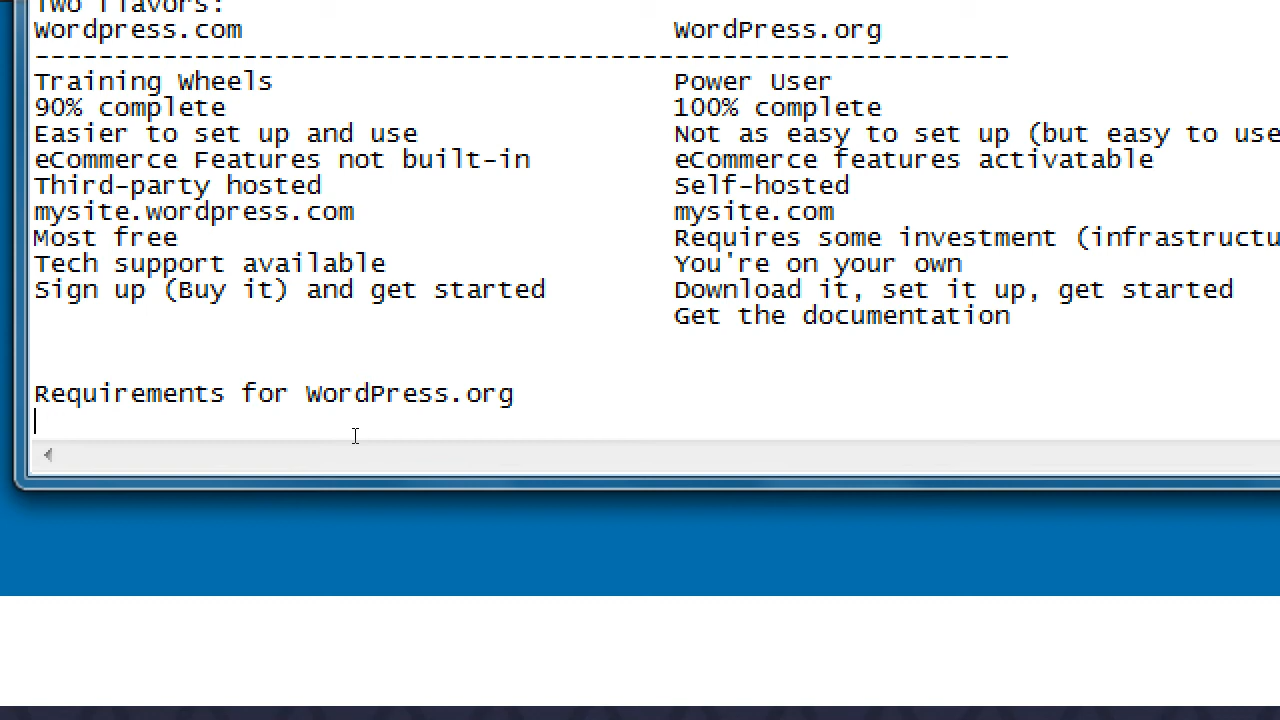 Two flavors:
Wordpress.com WordPress.org
-------------------------------------------------------------
Training Wheels Power User
90% complete 100% complete
Easier to set up and use Not as easy to set up (but easy to use
eCommerce Features not built-in eCommerce features activatable
Third-party hosted Self-hosted
mysite.wordpress.com mysite.com
Most free Requires some investment (infrastructu
Tech support available You're on your own
Sign up (Buy it) and get started Download it, set it up, get started
Get the documentation
Requirements for WordPress.org